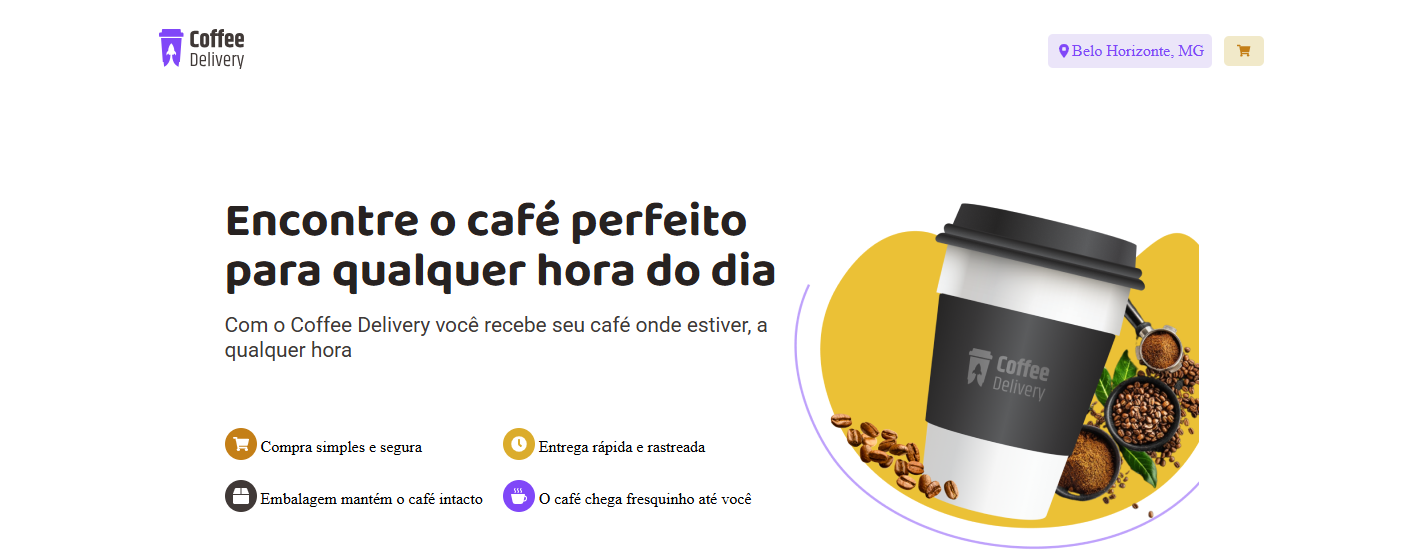 Coffee
Delivery
Belo Horizonte, MG
Encontre o café perfeito
para qualquer hora do dia
Com o Coffee Delivery você recebe seu café onde estiver, a
qualquer hora
Compra simples e segura
Entrega rápida e rastreada
Embalagem mantém o café intacto
O café chega fresquinho até você
Coffee
Delivery